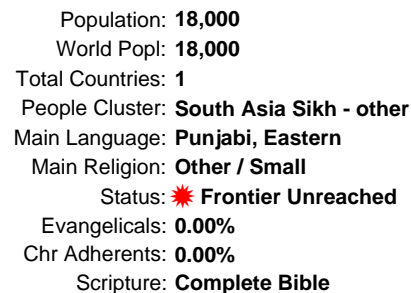 Population: 18,000
World Popl: 18,000
Total Countries: 1
People Cluster: South Asia Sikh - other
Main Language: Punjabi, Eastern
Main Religion: Other / Small
Status: Frontier Unreached
Evangelicals: 0.00%
Chr Adherents: 0.00%
Scripture: Complete Bible